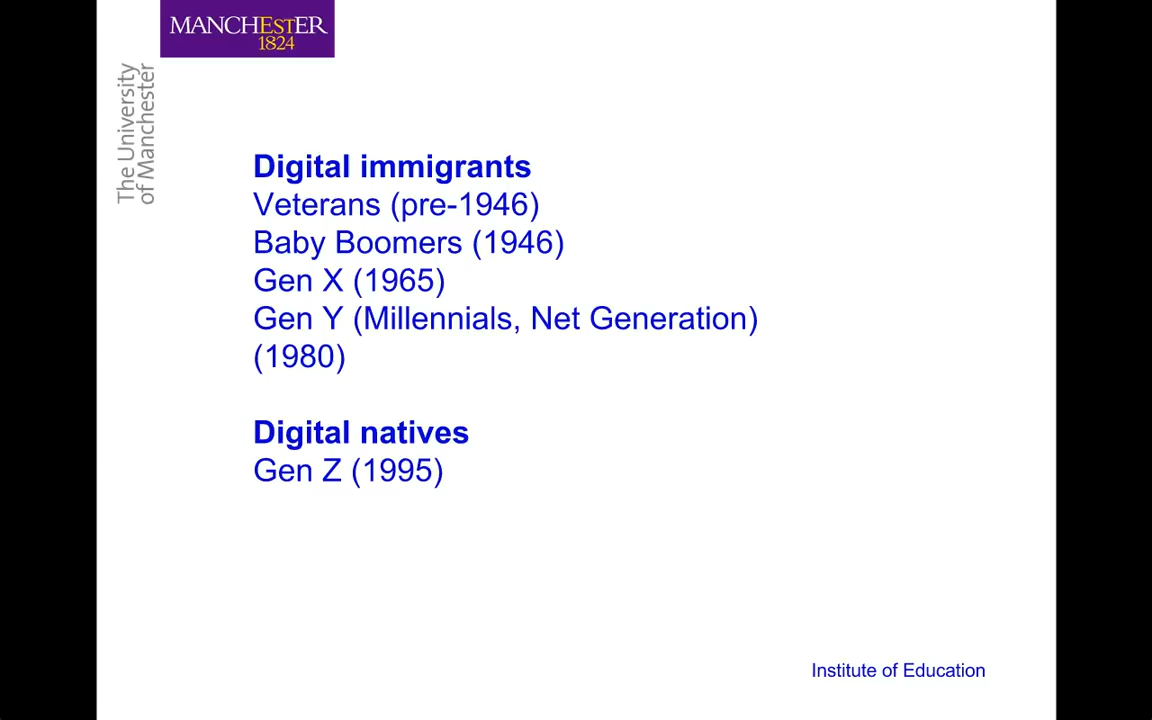 MANCHESTER
1824
The University
of Manchester
Digital immigrants
Veterans (pre-1946)
Baby Boomers (1946)
Gen X (1965)
Gen Y (Millennials, Net Generation)
(1980)
Digital natives
Gen Z (1995)
Institute of Education